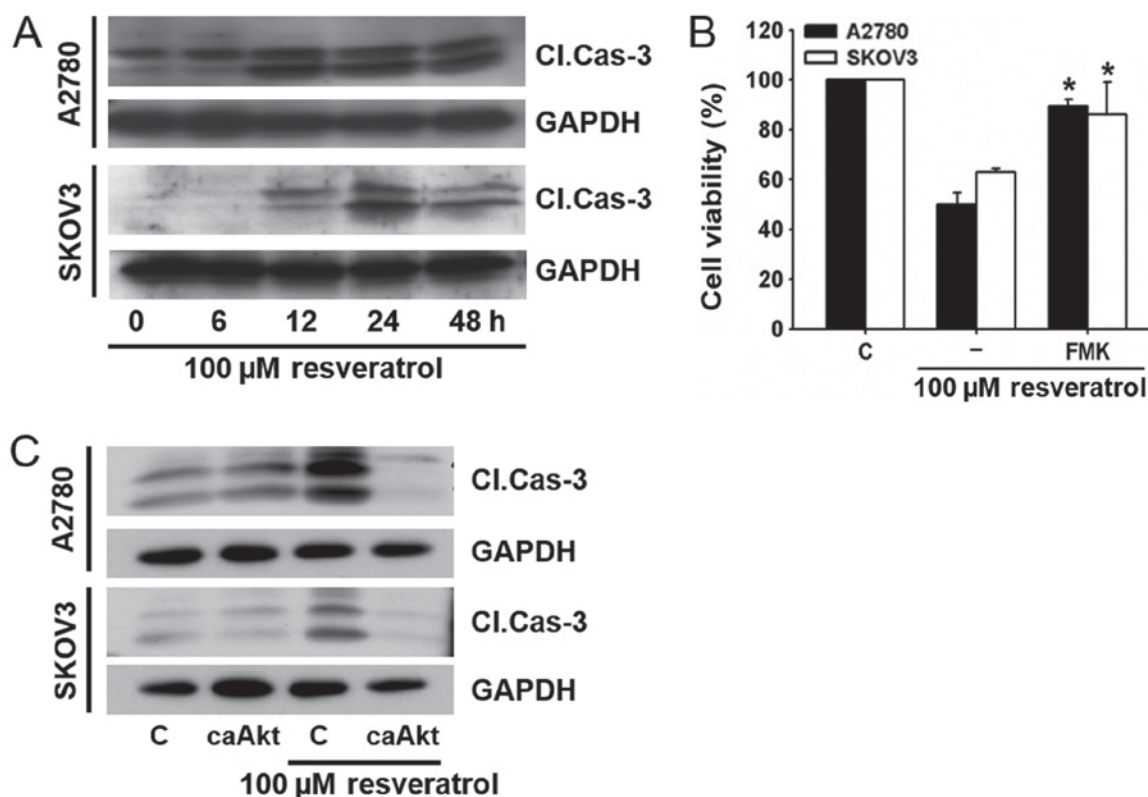 A
A2780
Cl.Cas-3
GAPDH
SKOV3
Cl.Cas-3
GAPDH
0 6 12 24 48 h
100 µM resveratrol
B
A2780
SKOV3
Cell viability (%)
120
100
80
60
40
20
0
* *
C – FMK
100 µM resveratrol
C
A2780
Cl.Cas-3
GAPDH
SKOV3
Cl.Cas-3
GAPDH
C caAkt C caAkt
100 µM resveratrol